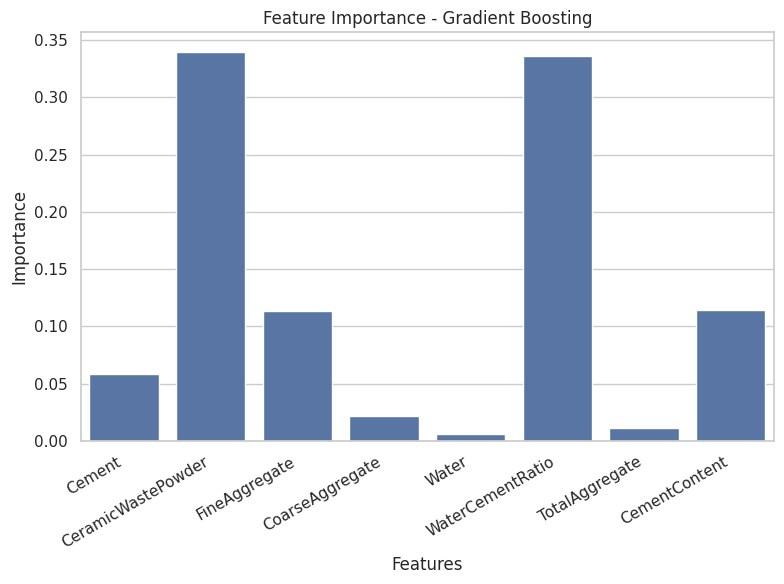 Feature Importance - Gradient Boosting
0.35
0.30
0.25
0.20
0.15
0.10
0.05
0.00
Importance
Cement
CeramicWastePowder
FineAggregate
CoarseAggregate
Water
WaterCementRatio
TotalAggregate
CementContent
Features